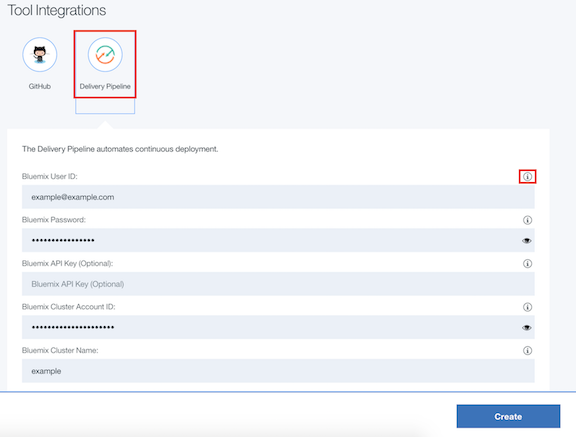 Tool Integrations
GitHub
Delivery Pipeline
The Delivery Pipeline automates continuous deployment.
Bluemix User ID:
example@example.com
Bluemix Password:
****************
Bluemix API Key (Optional):
Bluemix API Key (Optional)
Bluemix Cluster Account ID:
*********************
Bluemix Cluster Name:
example
Create